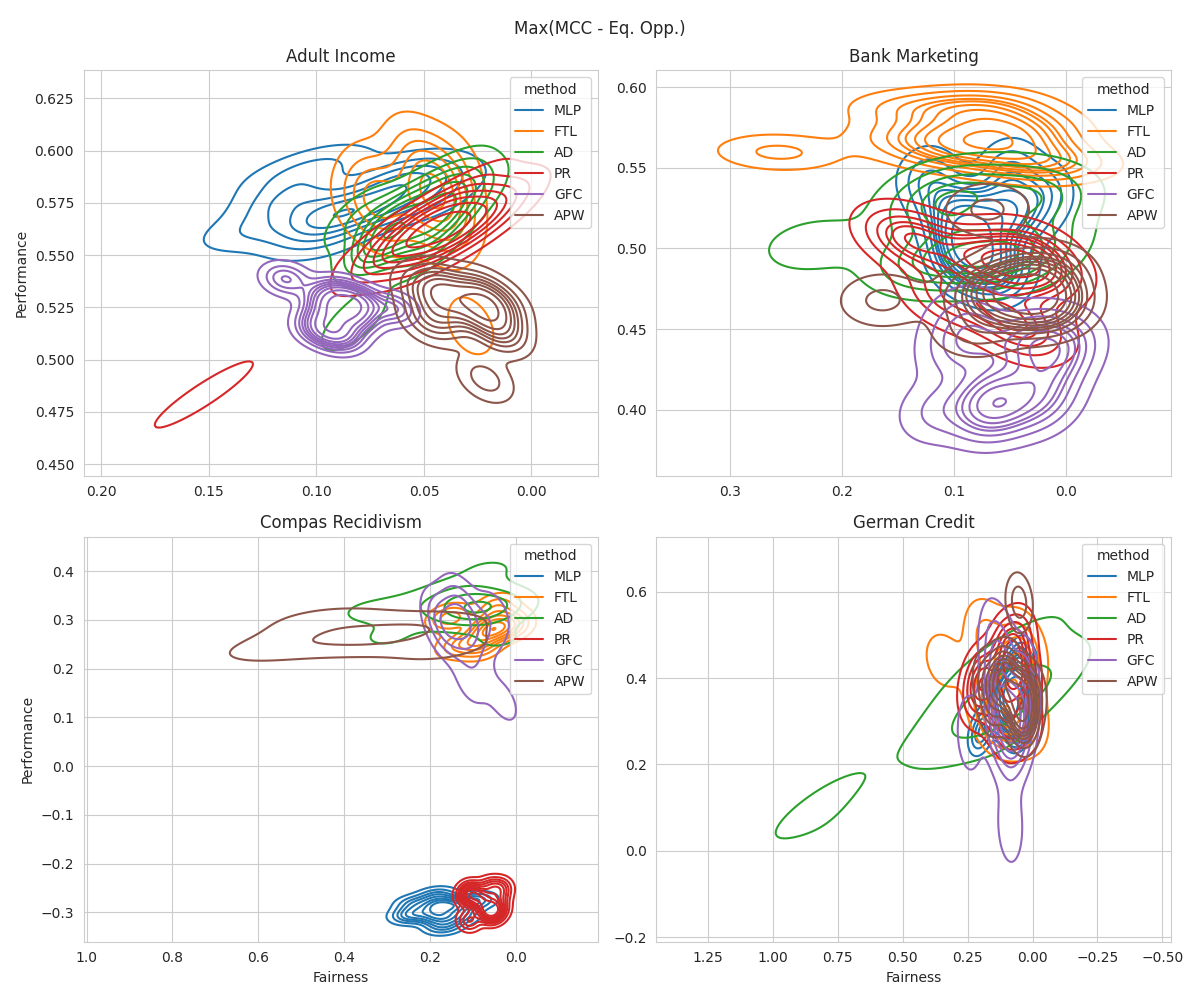 Max(MCC - Eq. Opp.)
Adult Income
Performance
0.625
0.600
0.575
0.550
0.525
0.500
0.475
0.450
0.20
0.15
0.10
0.05
0.00
method
MLP
FTL
AD
PR
GFC
APW
Bank Marketing
0.60
0.55
0.50
0.45
0.40
0.3
0.2
0.1
0.0
method
MLP
FTL
AD
PR
GFC
APW
Compas Recidivism
Performance
0.4
0.3
0.2
0.1
0.0
−0.1
−0.2
−0.3
1.0
0.8
0.6
0.4
0.2
0.0
Fairness
method
MLP
FTL
AD
PR
GFC
APW
German Credit
0.6
0.4
0.2
0.0
−0.2
1.25
1.00
0.75
0.50
0.25
0.00
−0.25
−0.50
Fairness
method
MLP
FTL
AD
PR
GFC
APW